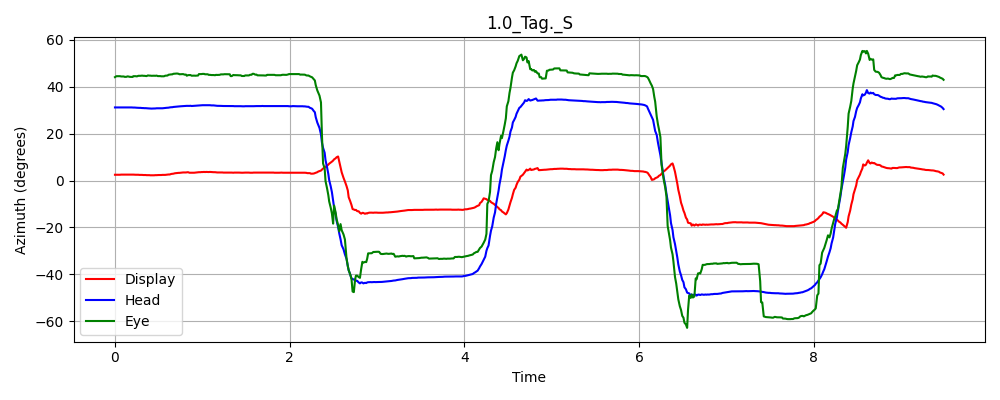 1.0_Tag._S
Azimuth (degrees)
60
40
20
0
−20
−40
−60
Display
Head
Eye
0 2 4 6 8
Time